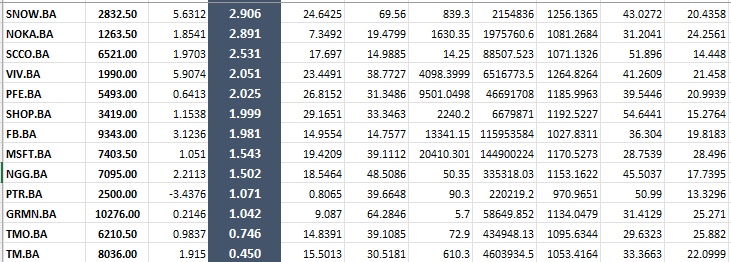 SNOW.BA 2832.50 5.6312 2.906 24.6425 69.56 839.3 2154836 1256.1365 43.0272 20.4358
NOKA.BA 1263.50 1.8541 2.891 7.3492 19.4799 1630.35 1975760.6 1081.2684 31.2041 24.2561
SCCO.BA 6521.00 1.9703 2.531 17.697 14.9885 14.25 88507.523 1071.1326 51.896 14.448
VIV.BA 1990.00 5.9074 2.051 23.4491 38.7727 4098.3999 6516773.5 1264.8264 41.2609 21.458
PFE.BA 5493.00 0.6413 2.025 26.8152 31.3486 9501.0498 46691708 1185.9963 39.5446 20.9939
SHOP.BA 3419.00 1.1538 1.999 29.1651 33.3463 2240.2 6679871 1192.5227 54.6441 15.2764
FB.BA 9343.00 3.1236 1.981 14.9554 14.7577 13341.15 115953584 1027.8311 36.304 19.8183
MSFT.BA 7403.50 1.051 1.543 19.4209 39.1112 20410.301 144900224 1170.5273 28.7539 28.496
NGG.BA 7095.00 2.2113 1.502 18.5464 48.5086 50.35 335318.03 1153.1622 45.5037 17.7395
PTR.BA 2500.00 -3.4376 1.071 0.8065 39.6648 90.3 220219.2 970.9651 50.99 13.3296
GRMN.BA 10276.00 0.2146 1.042 9.087 64.2846 5.7 58649.852 1134.0479 31.4129 25.271
TMO.BA 6210.50 0.9837 0.746 14.8391 39.1085 72.9 434948.13 1095.6344 29.6323 25.882
TM.BA 8036.00 1.915 0.450 15.5013 30.5181 610.3 4603934.5 1053.4164 33.3663 22.0999